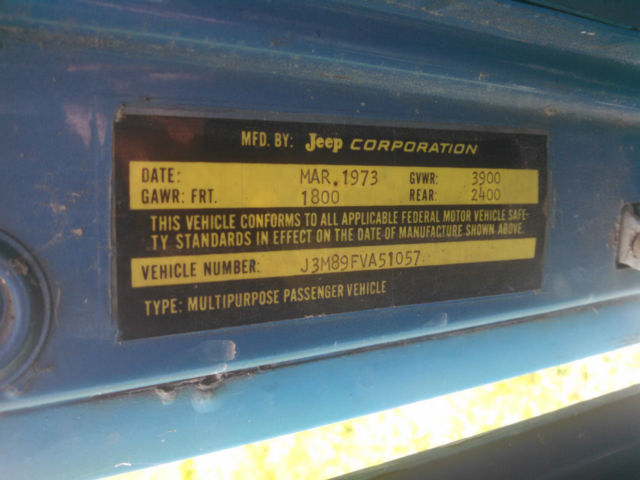 MFD. BY: Jeep CORPORATION
DATE: MAR. 1973 GVWR: 3900
GAWR: FRT. 1800 REAR: 2400
THIS VEHICLE CONFORMS TO ALL APPLICABLE FEDERAL MOTOR VEHICLE SAFE-
TY STANDARDS IN EFFECT ON THE DATE OF MANUFACTURE SHOWN ABOVE.
VEHICLE NUMBER: J3M89FVA51057
TYPE: MULTIPURPOSE PASSENGER VEHICLE